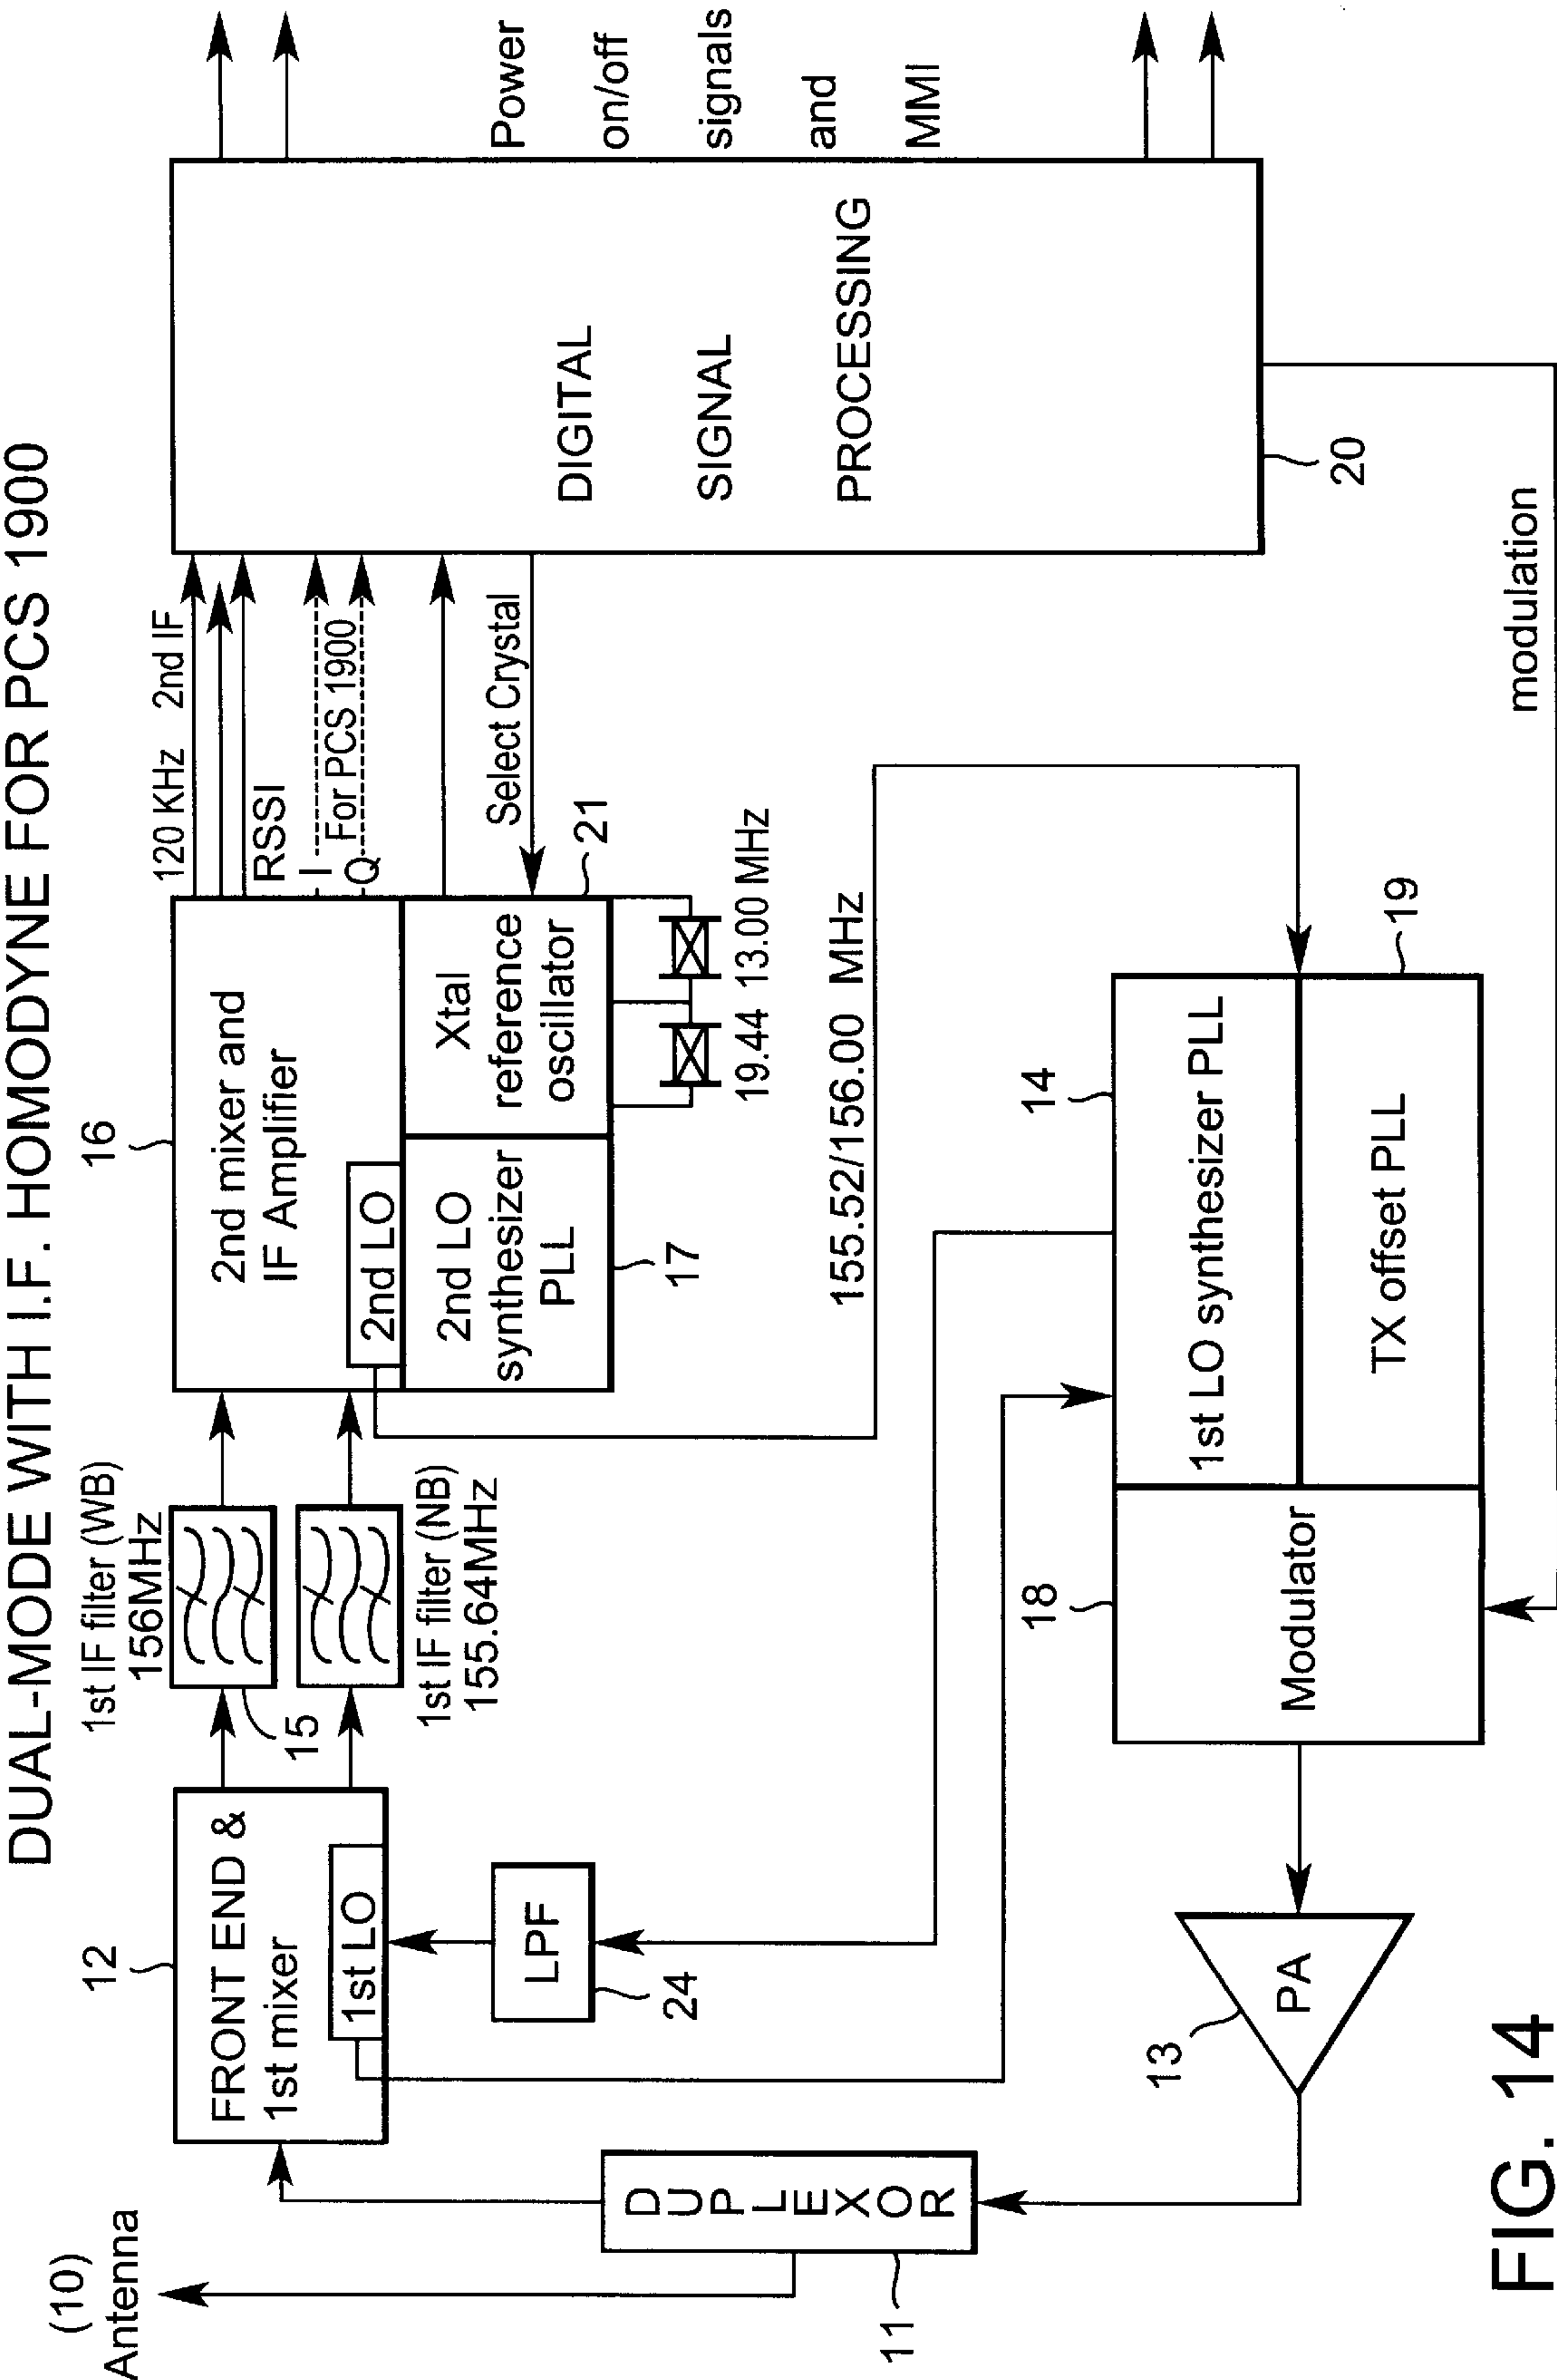 DUAL-MODE WITH I.F. HOMODYNE FOR PCS 1900
(10)
Antenna
11
DUPLEXOR
12
FRONT END &
1st mixer
1st LO
LPF
24
1st IF filter (WB)
156MHz
15
1st IF filter (NB)
155.64MHz
16
2nd mixer and
IF Amplifier
2nd LO
2nd LO
synthesizer
PLL
17
Xtal
reference
oscillator
21
19.44 13.00 MHz
120 KHz 2nd IF
RSSI
I
For PCS 1900
Q
Select Crystal
155.52/156.00 MHz
DIGITAL
SIGNAL
PROCESSING
20
Power
on/off
signals
and
MMI
13
PA
18
Modulator
14
1st LO synthesizer PLL
TX offset PLL
19
modulation
FIG. 14